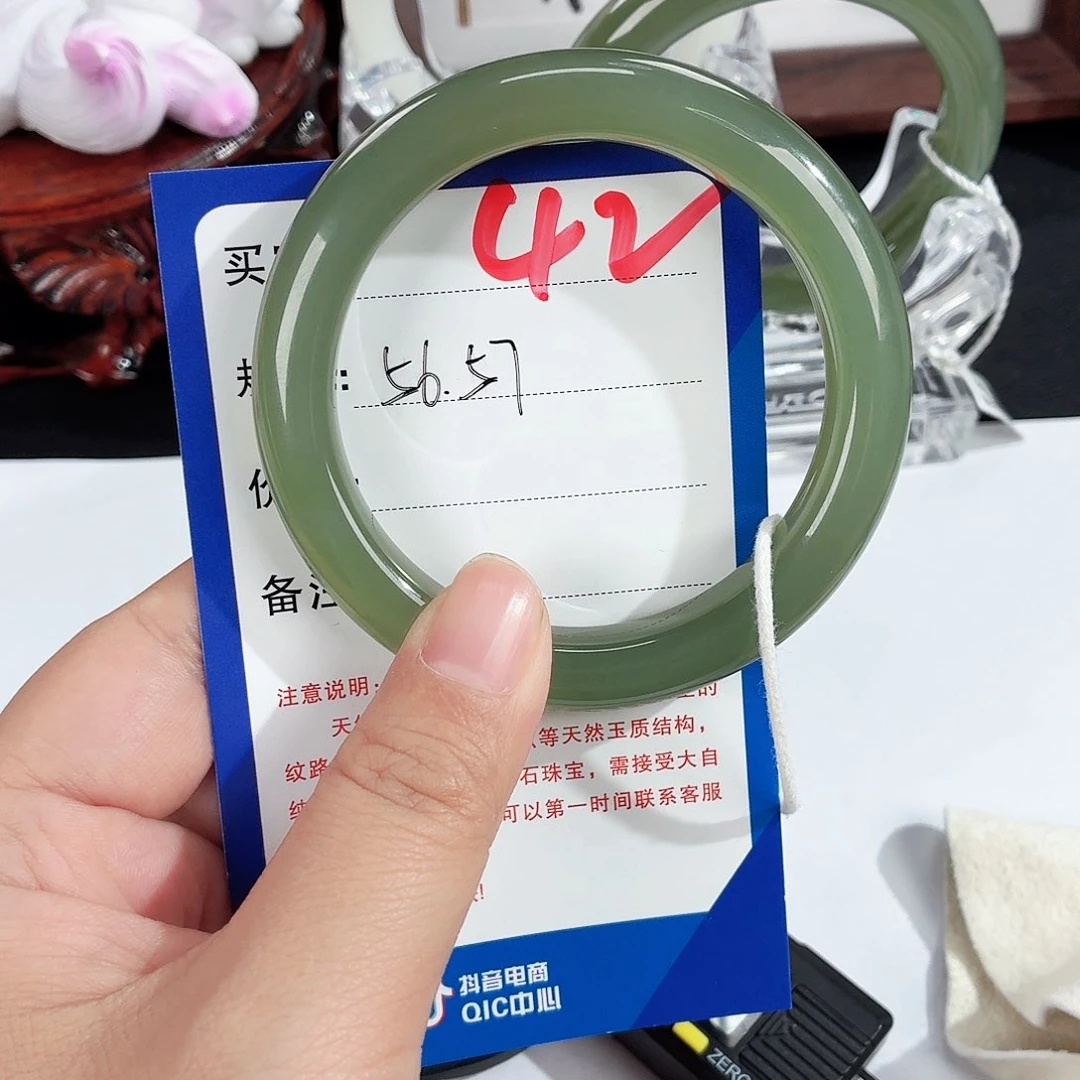 买
42
规 : 56.57
价
备注
注意说明:
等天然玉质结构,
纹路 石珠宝, 需接受大自
可以第一时间联系客服
抖音电商
QIC中心
ZERO